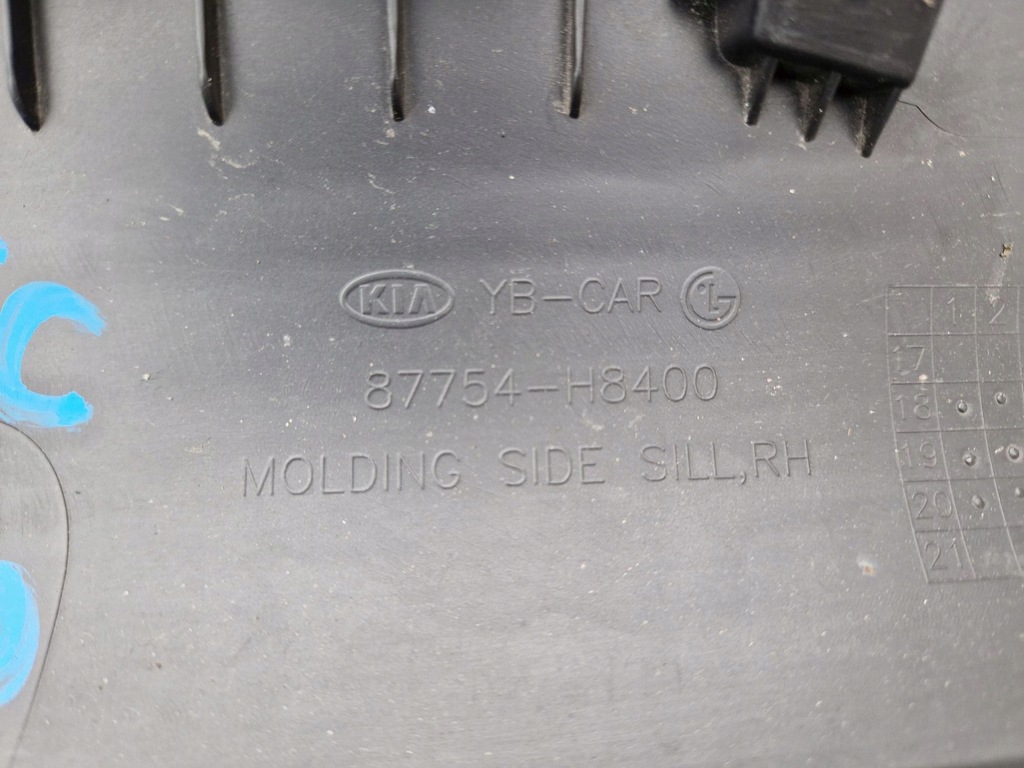 KIA YB-CAR LG
87754-H8400
MOLDING SIDE SILL,RH
1 2
17
18
19
20
21